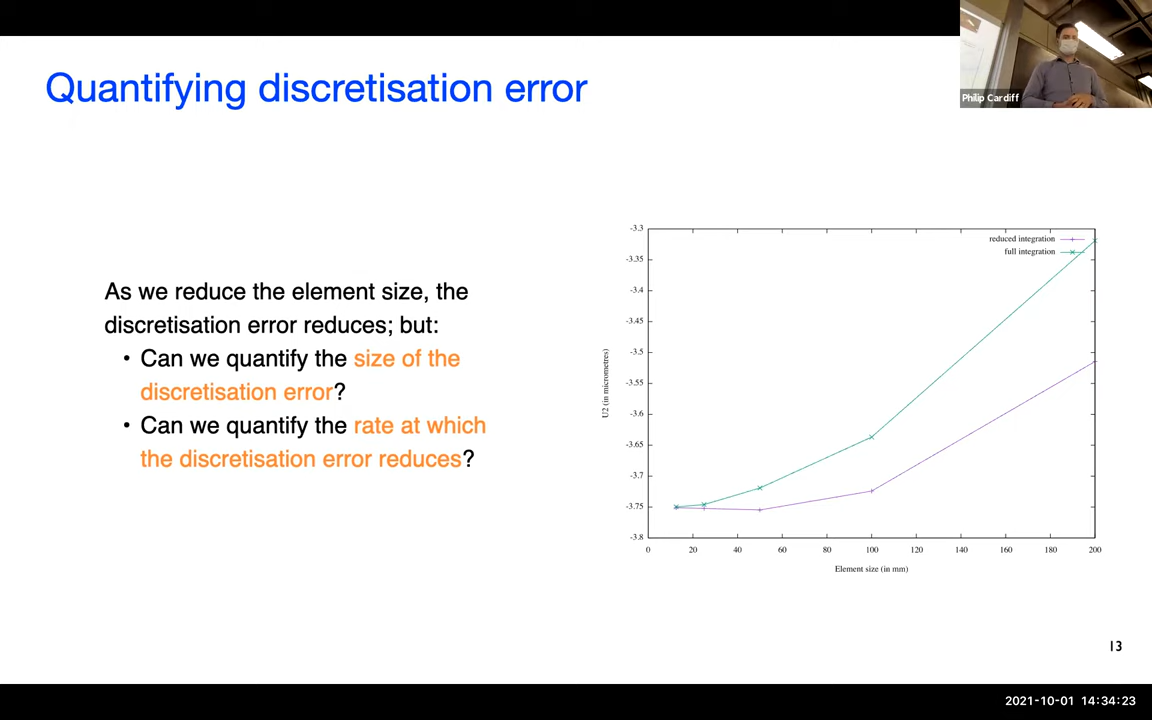 Quantifying discretisation error
Philip Cardiff
As we reduce the element size, the
discretisation error reduces; but:
• Can we quantify the size of the
discretisation error?
• Can we quantify the rate at which
the discretisation error reduces?
reduced integration
full integration
-3.3
-3.35
-3.4
-3.45
-3.5
-3.55
-3.6
-3.65
-3.7
-3.75
-3.8
U2 (in micrometres)
0 20 40 60 80 100 120 140 160 180 200
Element size (in mm)
13
2021-10-01 14:34:23